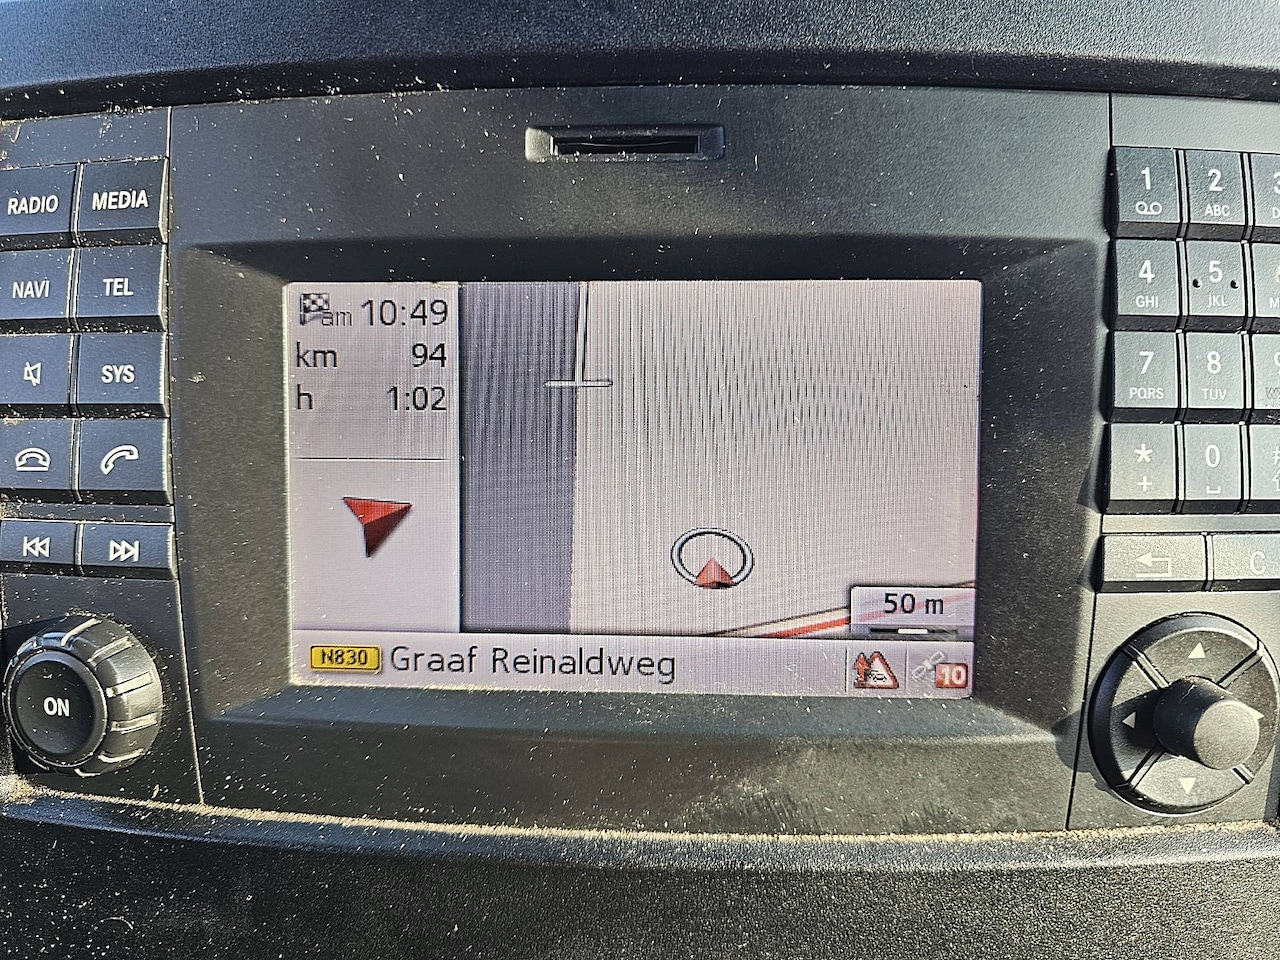 RADIO MEDIA
NAVI TEL
SYS
ON
am 10:49
km 94
h 1:02
50 m
N830 Graaf Reinaldweg
10
1 2 ABC 3
4 GHI 5 JKL
7 PQRS 8 TUV
* + 0 #
C